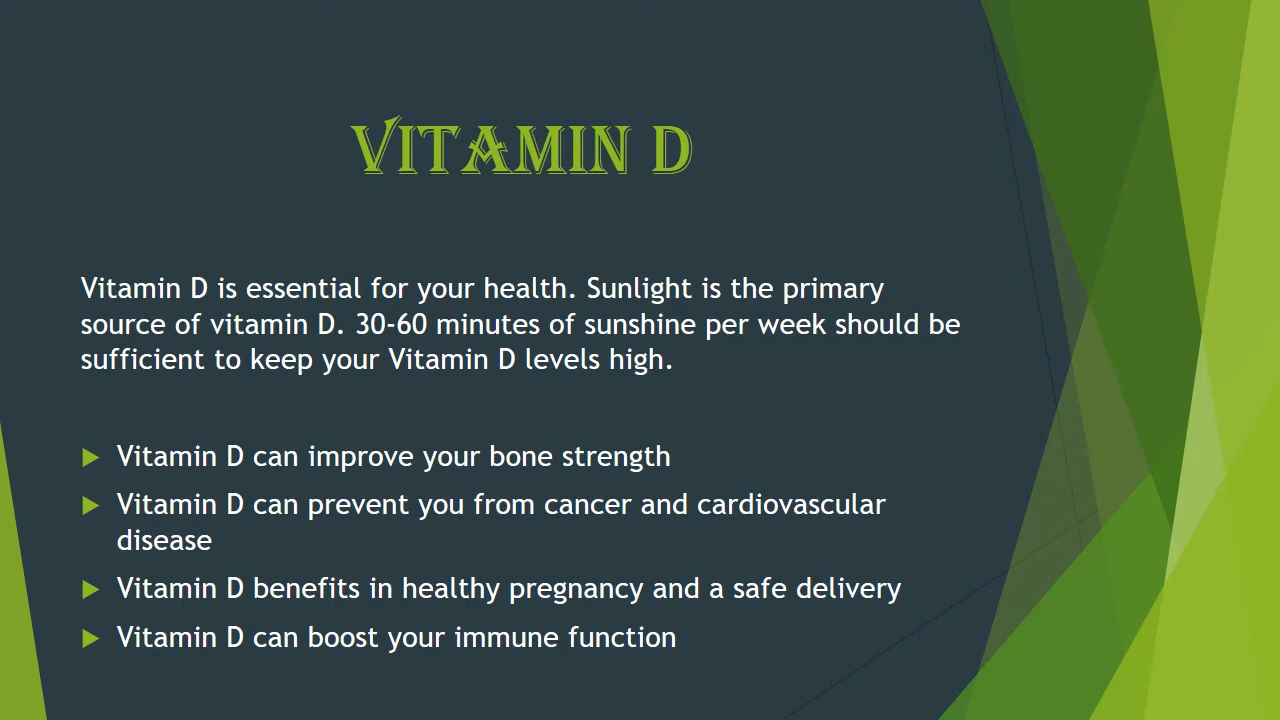 VITAMIN D
Vitamin D is essential for your health. Sunlight is the primary
source of vitamin D. 30-60 minutes of sunshine per week should be
sufficient to keep your Vitamin D levels high.
Vitamin D can improve your bone strength
Vitamin D can prevent you from cancer and cardiovascular
disease
Vitamin D benefits in healthy pregnancy and a safe delivery
Vitamin D can boost your immune function